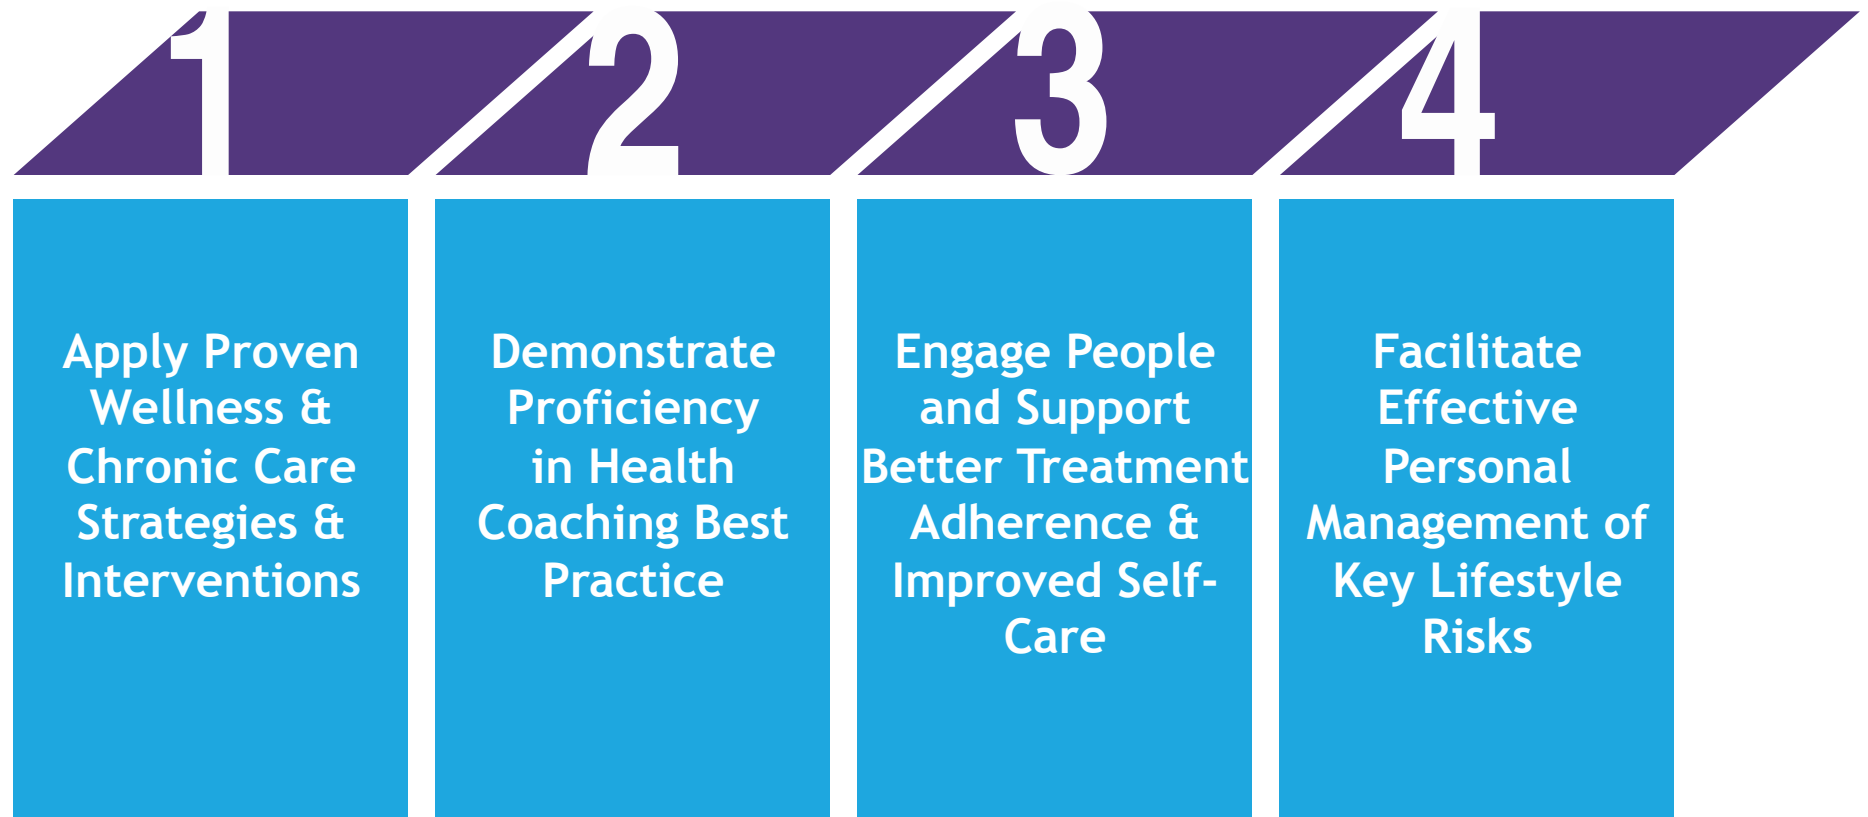 1
2
3
4
Apply Proven
Wellness &
Chronic Care
Strategies &
Interventions
Demonstrate
Proficiency
in Health
Coaching Best
Practice
Engage People
and Support
Better Treatment
Adherence &
Improved Self-
Care
Facilitate
Effective
Personal
Management of
Key Lifestyle
Risks